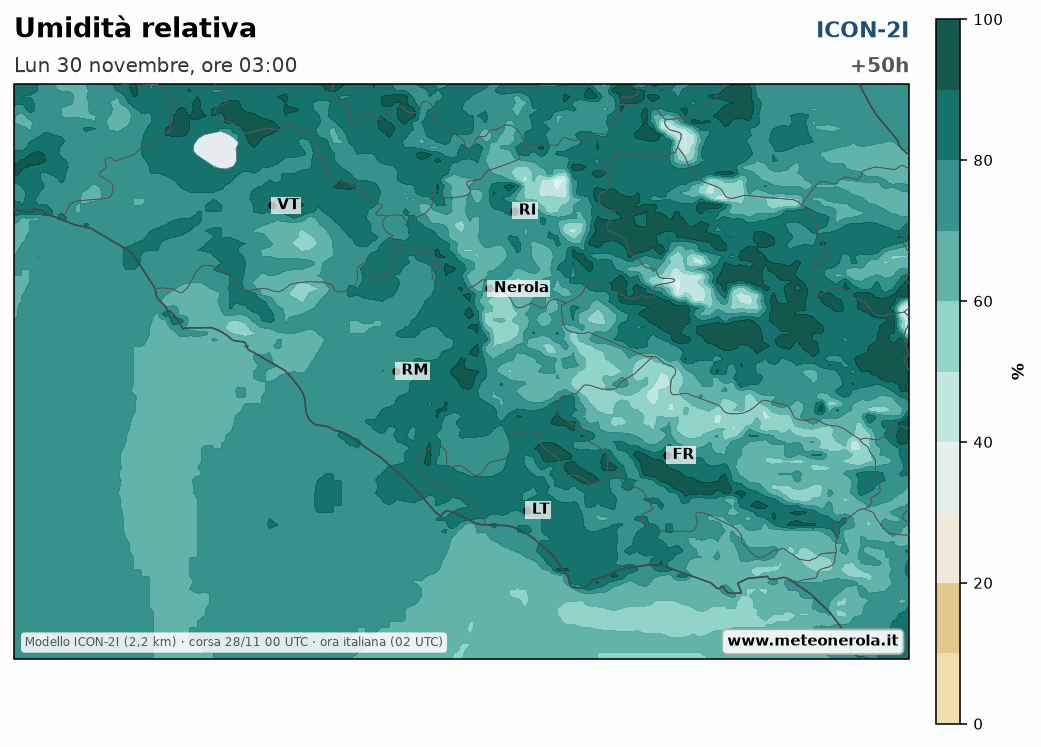 Umidità relativa
ICON-2I
Lun 30 novembre, ore 03:00
+50h
100
80
60
40
20
0
%
VT
RI
Nerola
RM
FR
LT
Modello ICON-2I (2,2 km) · corsa 28/11 00 UTC · ora italiana (02 UTC)
www.meteonerola.it